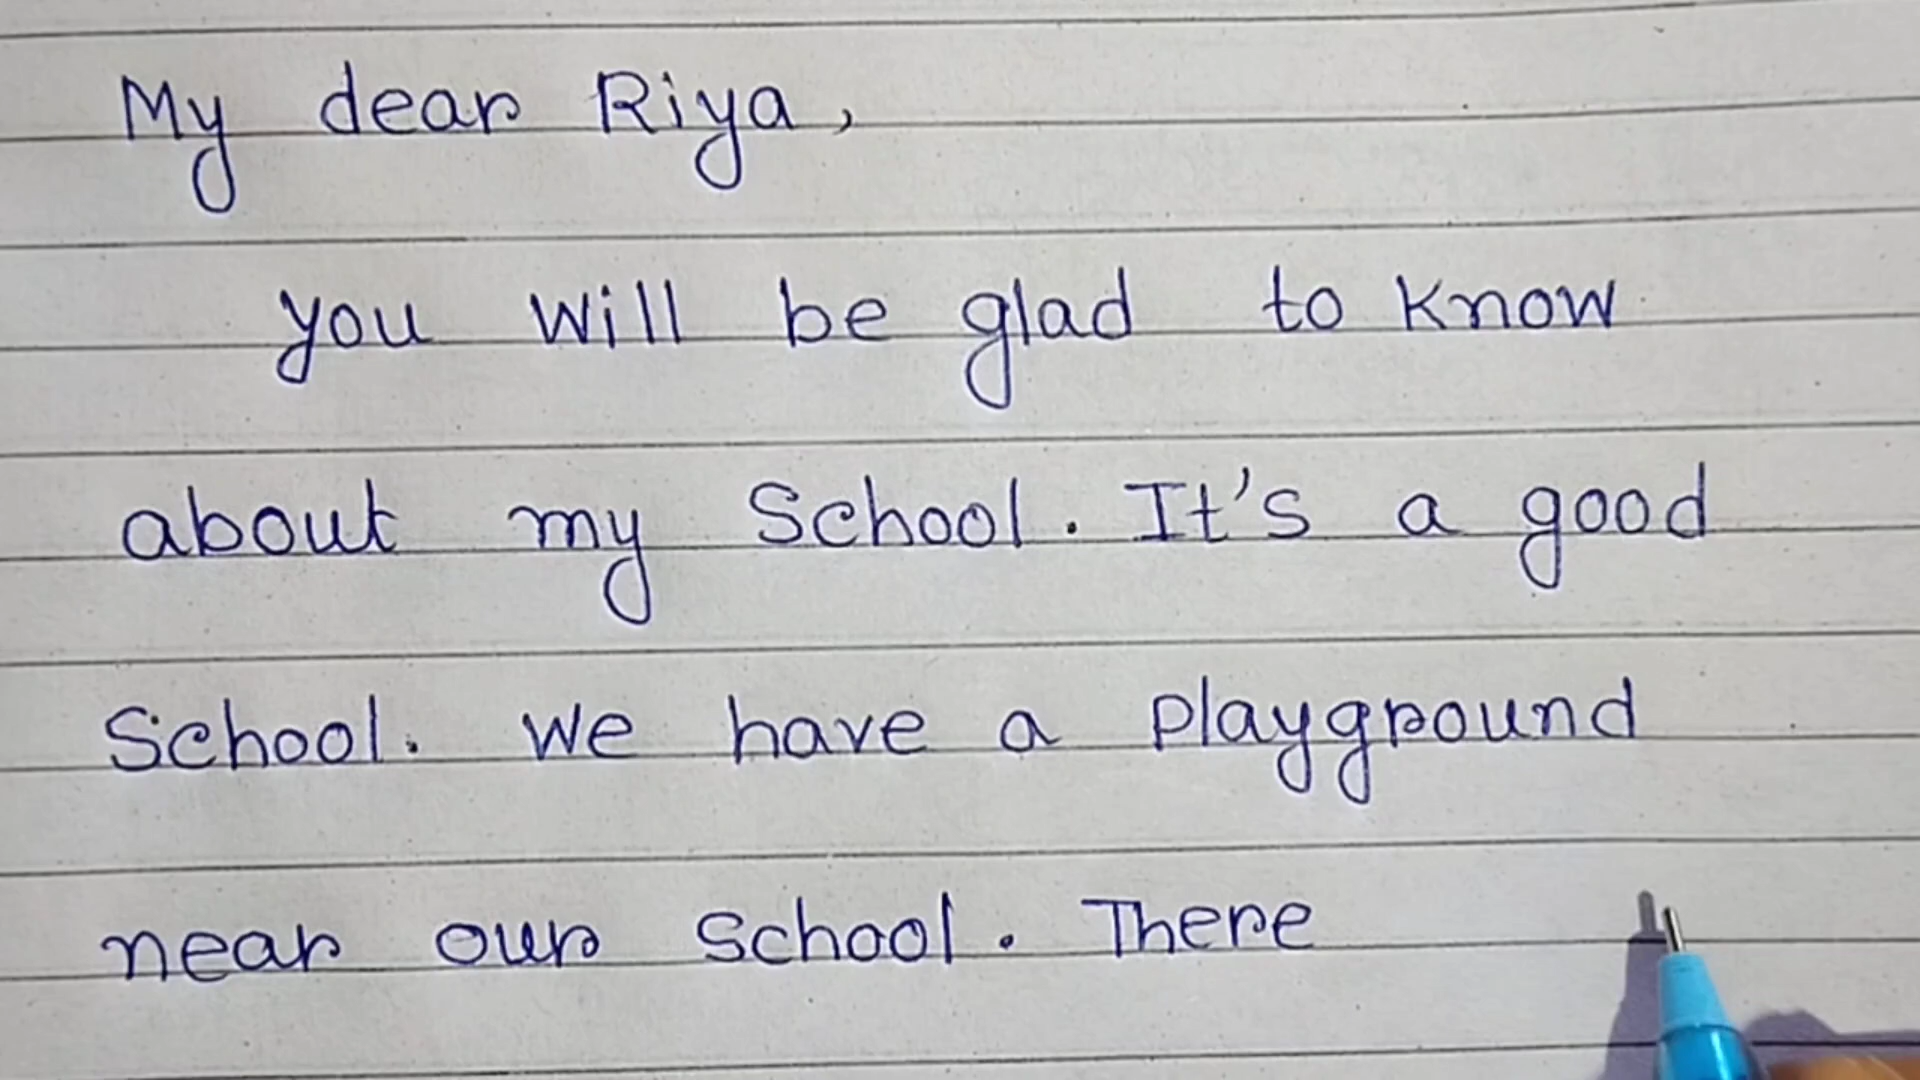 My dear Riya,
you will be glad to know
about my School. It's a good
School. We have a playground
near our school. There